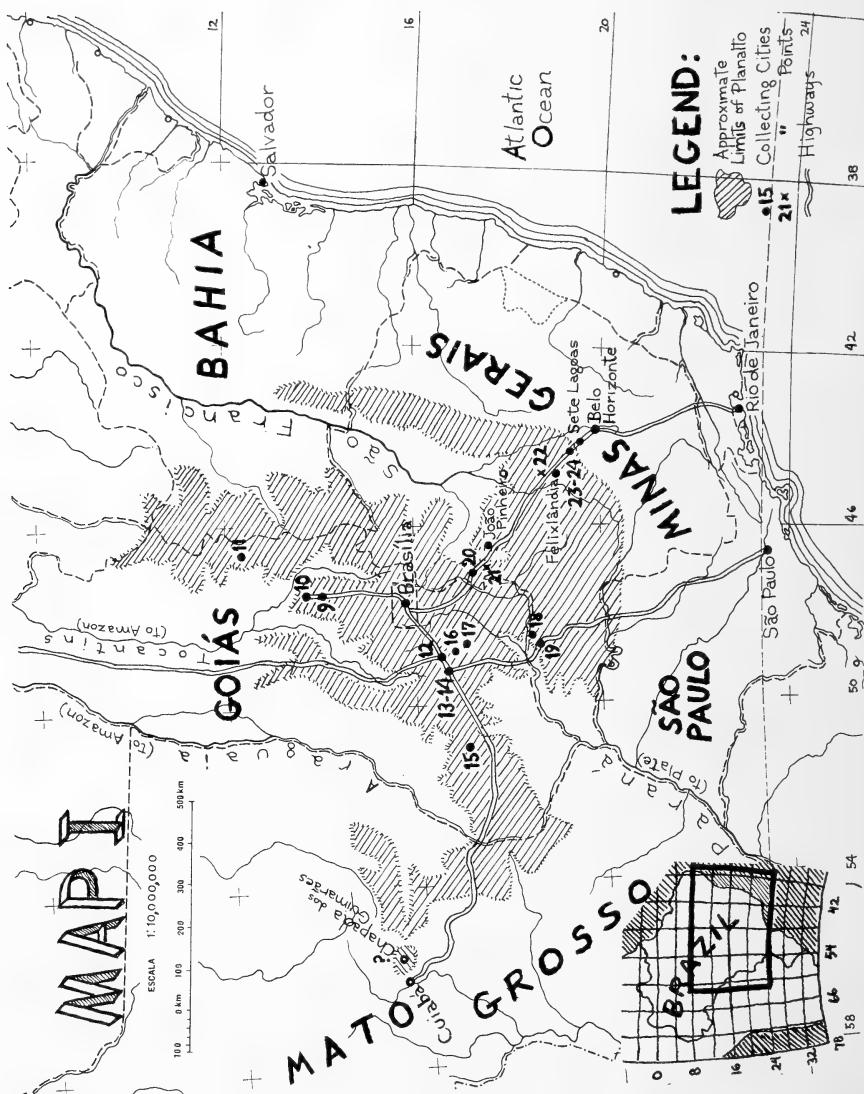 MAP I
ESCALA 1:10,000,000
100 0 km 100 200 300 400 500 km
MATO GROSSO
GOIÁS
BAHIA
MINAS GERAIS
SÃO PAULO
Atlantic
Ocean
Araguaia
(to Amazon)
Tocantins
(to Amazon)
São Francisco
Paraná
(to Plate)
Chapada dos
Guimarães
?
Cuiabá
Brasília
Salvador
João
Pinheiro
Felixlândia
Sete Lagoas
Belo
Horizonte
Rio de Janeiro
São Paulo
9
10
11
12
13-14
15
16
17
18
19
20
21
22
23-24
LEGEND:
Approximate
Limits of Planalto
15 Collecting Cities
21x " Points
Highways
12
16
20
24
38
42
46
50
54
58
BRAZIL
0
8
16
24
32
78
66
54
42